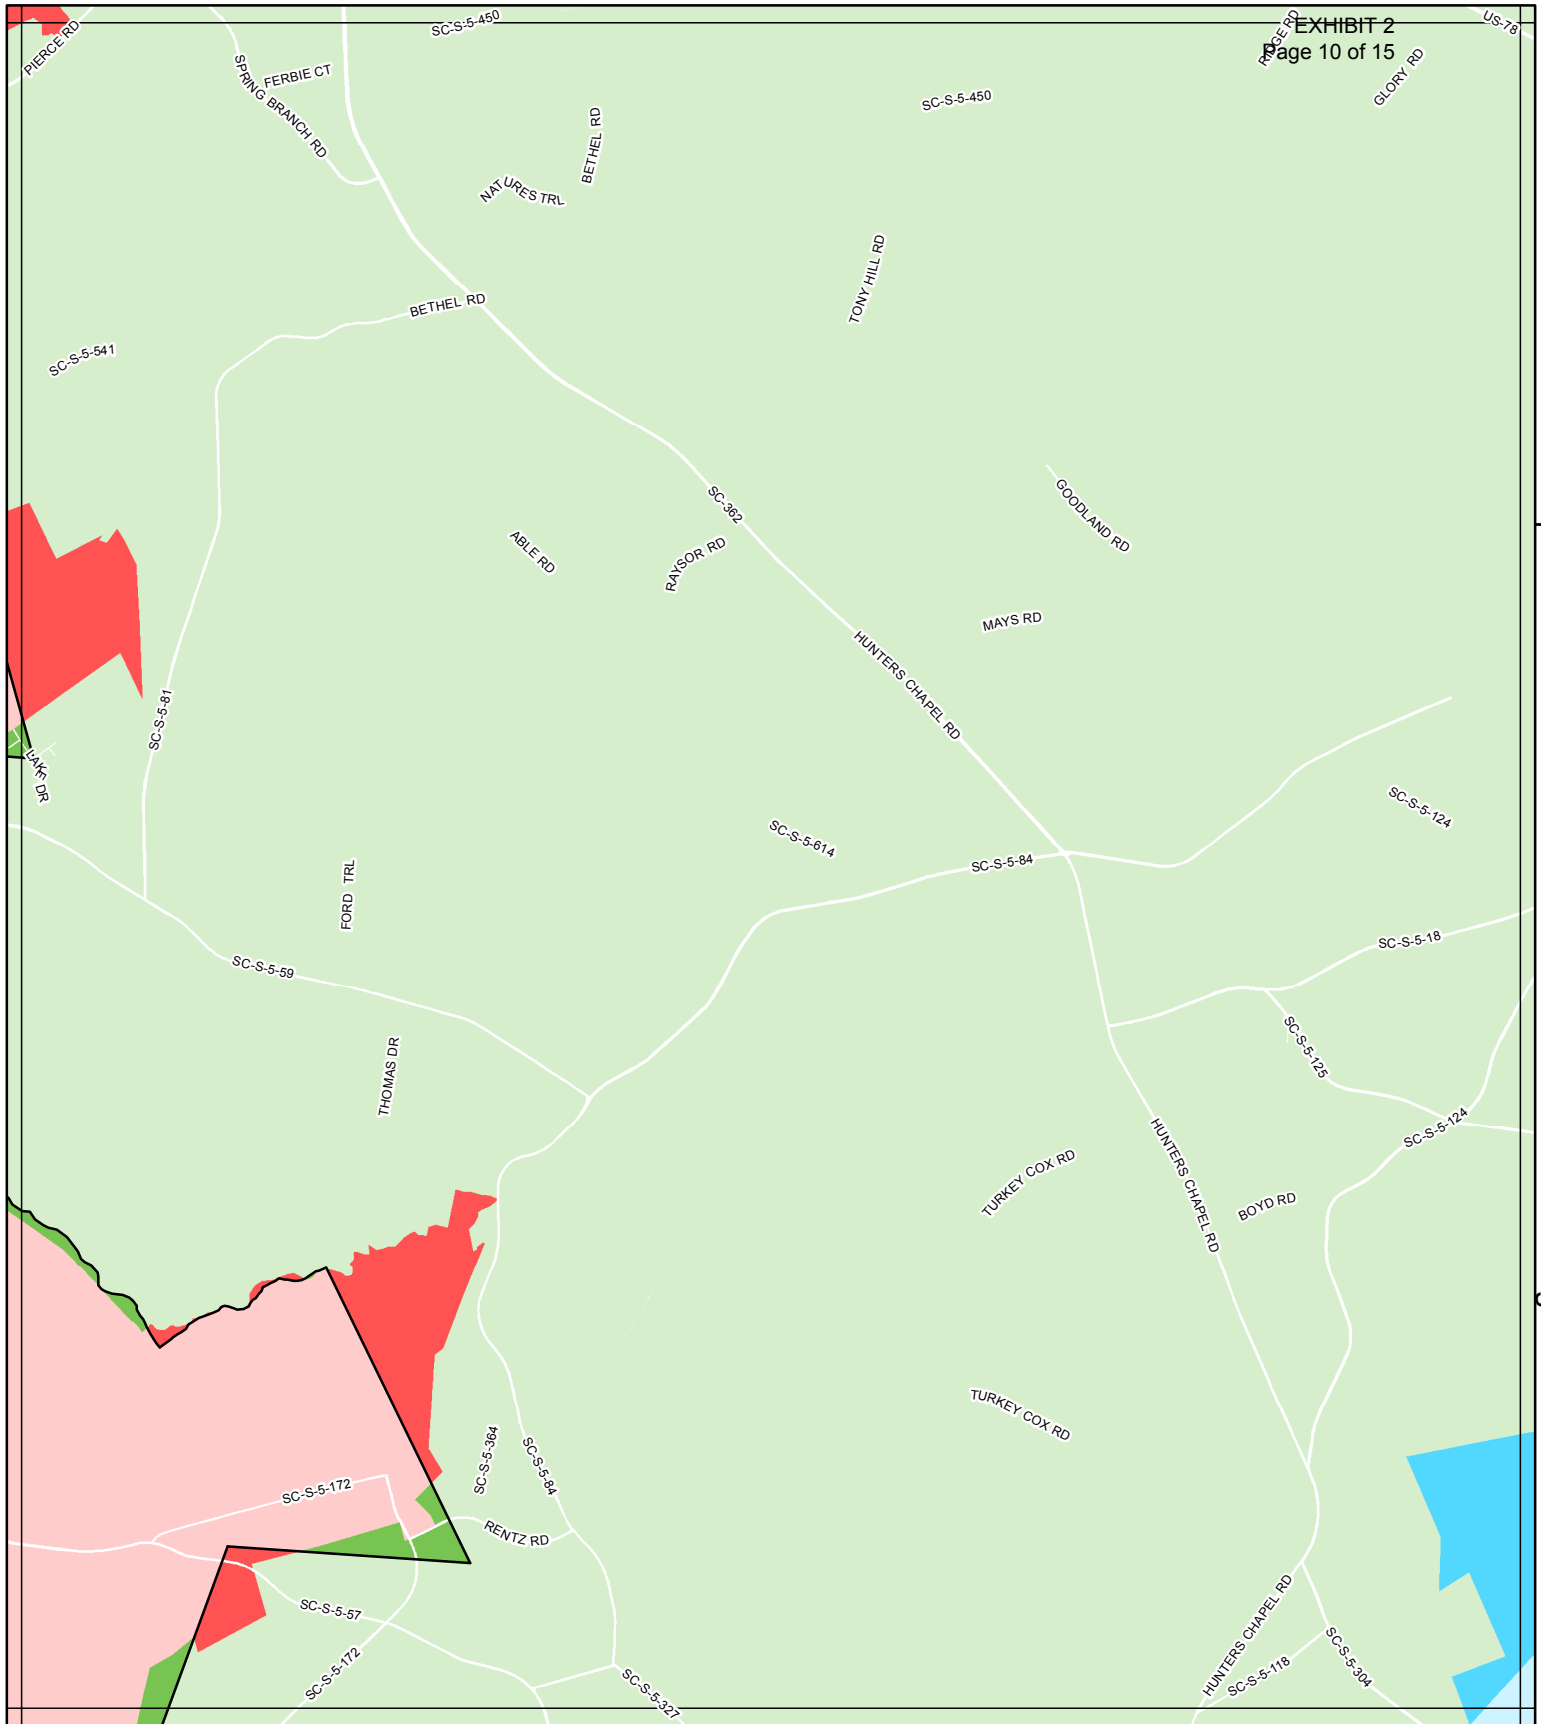 SC-S-5-450
EXHIBIT 2
US-78
PIERCE RD
RIDGE RD
Page 10 of 15
FERBIE CT
GLORY RD
SPRING BRANCH RD
SC-S-5-450
BETHEL RD
NATURES TRL
TONY HILL RD
BETHEL RD
SC-S-5-541
SC-362
GOODLAND RD
ABLE RD
RAYSOR RD
MAYS RD
HUNTERS CHAPEL RD
SC-S-5-81
LAKE DR
SC-S-5-124
SC-S-5-614
SC-S-5-84
FORD TRL
SC-S-5-18
SC-S-5-59
SC-S-5-125
THOMAS DR
SC-S-5-124
TURKEY COX RD
HUNTERS CHAPEL RD
BOYD RD
TURKEY COX RD
SC-S-5-364
SC-S-5-84
SC-S-5-172
RENTZ RD
SC-S-5-57
HUNTERS CHAPEL RD
SC-S-5-172
SC-S-5-118
SC-S-5-304
SC-S-5-327